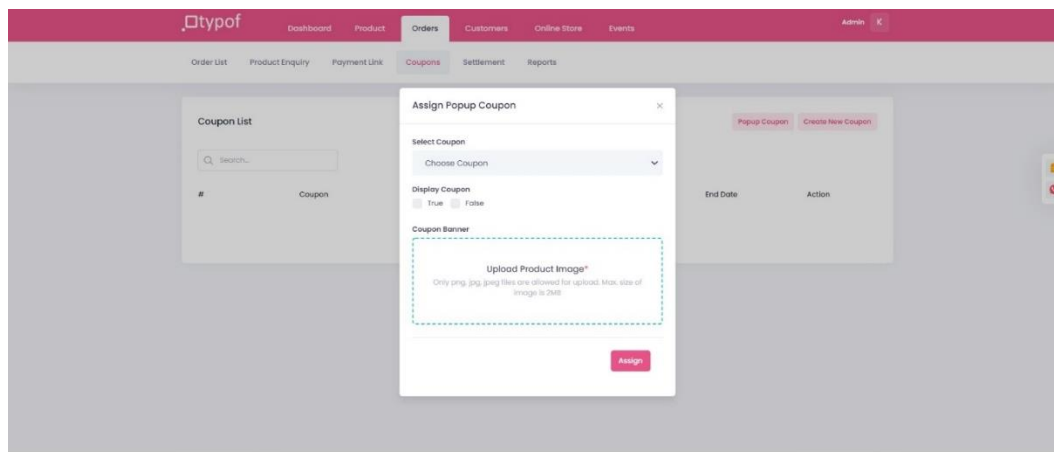 typof
Dashboard Product Orders Customers Online Store Events Admin K
Order List Product Enquiry Payment Link Coupons Settlement Reports
Assign Popup Coupon ×
Coupon List Popup Coupon Create New Coupon
Select Coupon
Search... Choose Coupon
Display Coupon
# Coupon End Date Action
True False
Coupon Banner
Upload Product Image*
Only png, jpg, jpeg files are allowed for upload. Max. size of
image is 2MB
Assign